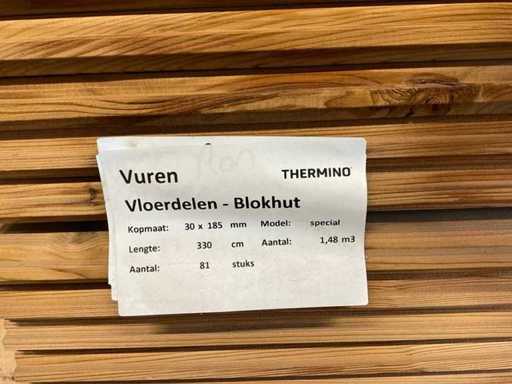 Vuren THERMINO
Vloerdelen - Blokhut
Kopmaat: 30 x 185 mm Model: special
Lengte: 330 cm Aantal: 1,48 m3
Aantal: 81 stuks